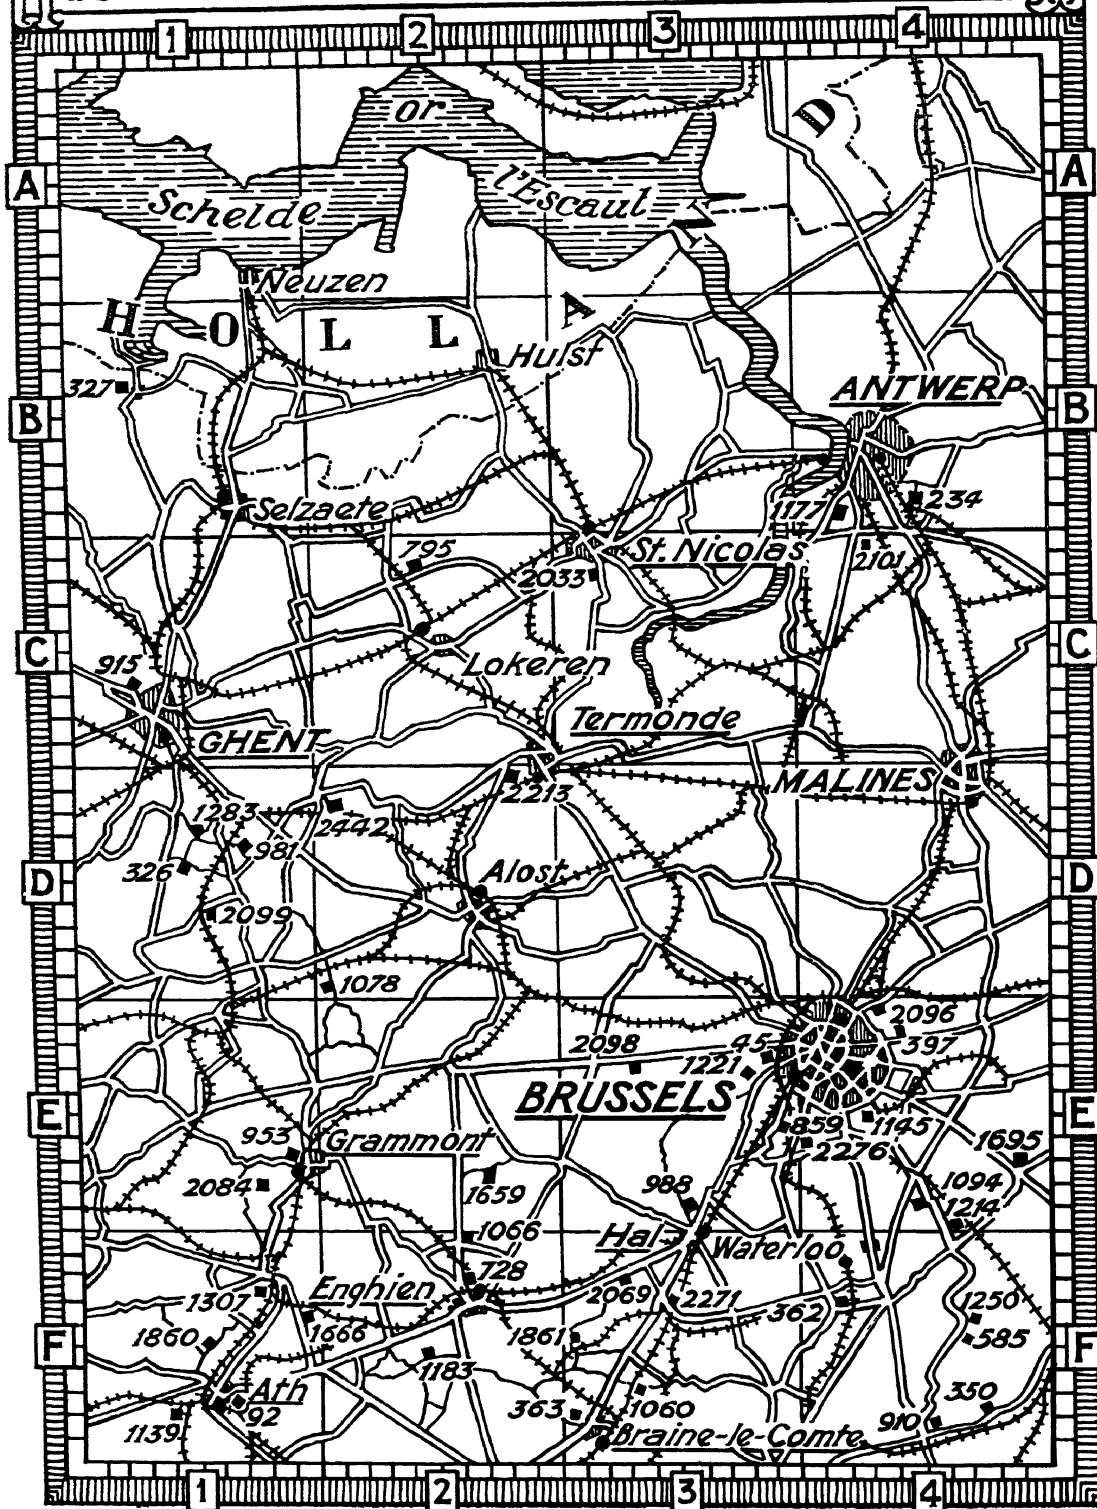 1 2 3 4
or
D
A A
Schelde l'Escaut
N
Neuzen
H O L L A
Hulst
327
ANTWERP
B B
Selzaete
1177 234
795 St. Nicolas
2033 2101
C C
915 Lokeren
Termonde
GHENT
MALINES
2213
1283 2442
981
326 Alost
D D
2099
1078
2096
2098 45 397
1221
BRUSSELS
E E
859 1145
953 Grammont 2276 1695
2084 1659 988 1094
1214
1066 Hal Waterloo
728
Enghien
1307 2069 2271 362 1250
1666 1861 585
1860
F F
1183
Ath 350
92 363 1060 910
1139 Braine-le-Comte
1 2 3 4